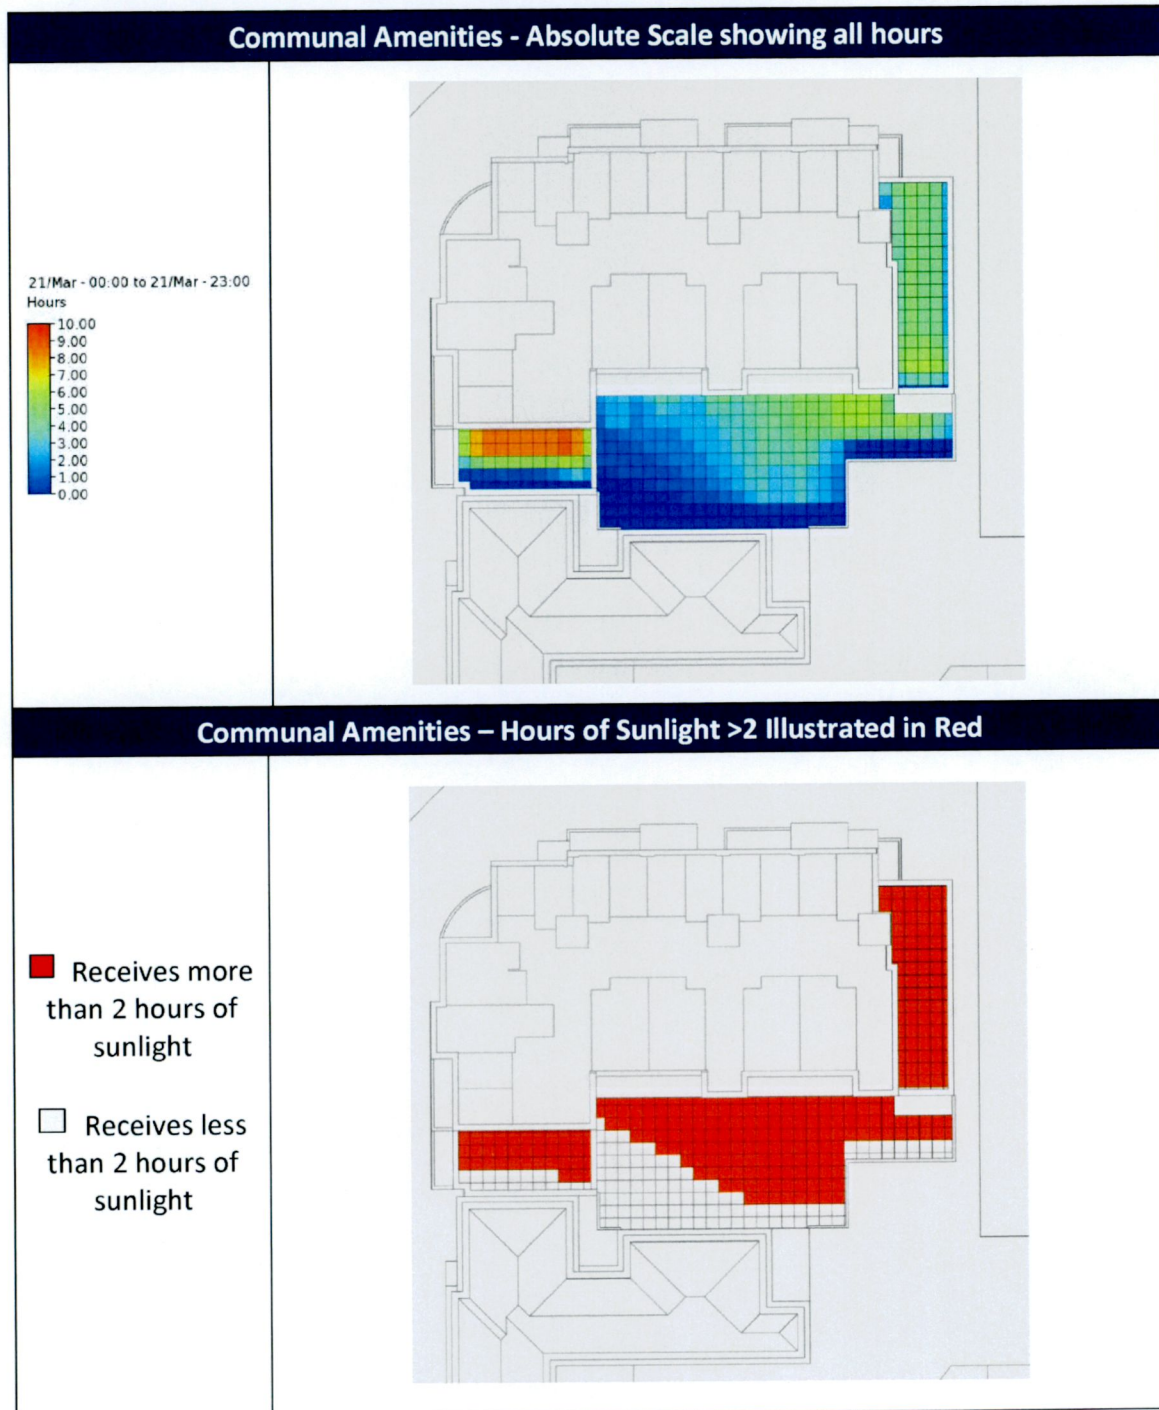 Communal Amenities - Absolute Scale showing all hours
21/Mar - 00:00 to 21/Mar - 23:00
Hours
10.00
9.00
8.00
7.00
6.00
5.00
4.00
3.00
2.00
1.00
0.00
Communal Amenities – Hours of Sunlight >2 Illustrated in Red
Receives more
than 2 hours of
sunlight
Receives less
than 2 hours of
sunlight